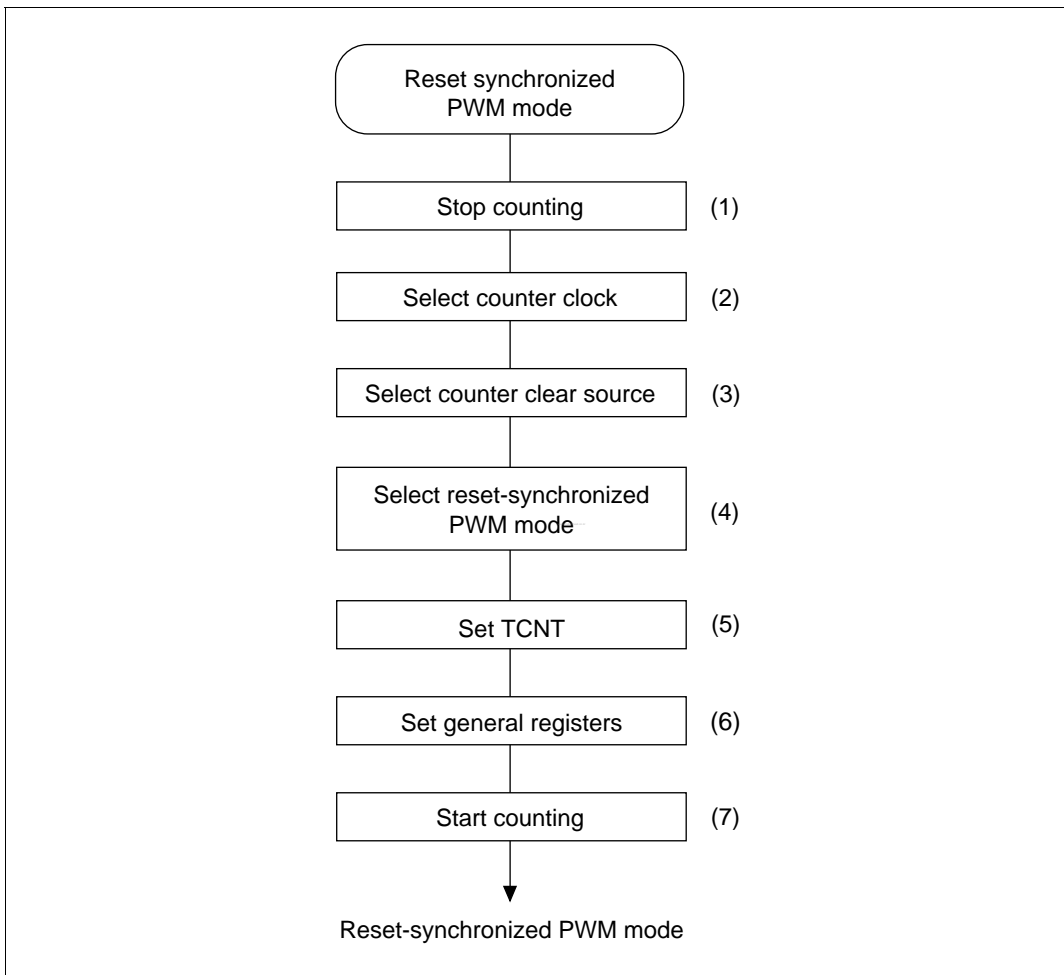 Reset synchronized
PWM mode
Stop counting
(1)
Select counter clock
(2)
Select counter clear source
(3)
Select reset-synchronized
PWM mode
(4)
Set TCNT
(5)
Set general registers
(6)
Start counting
(7)
Reset-synchronized PWM mode